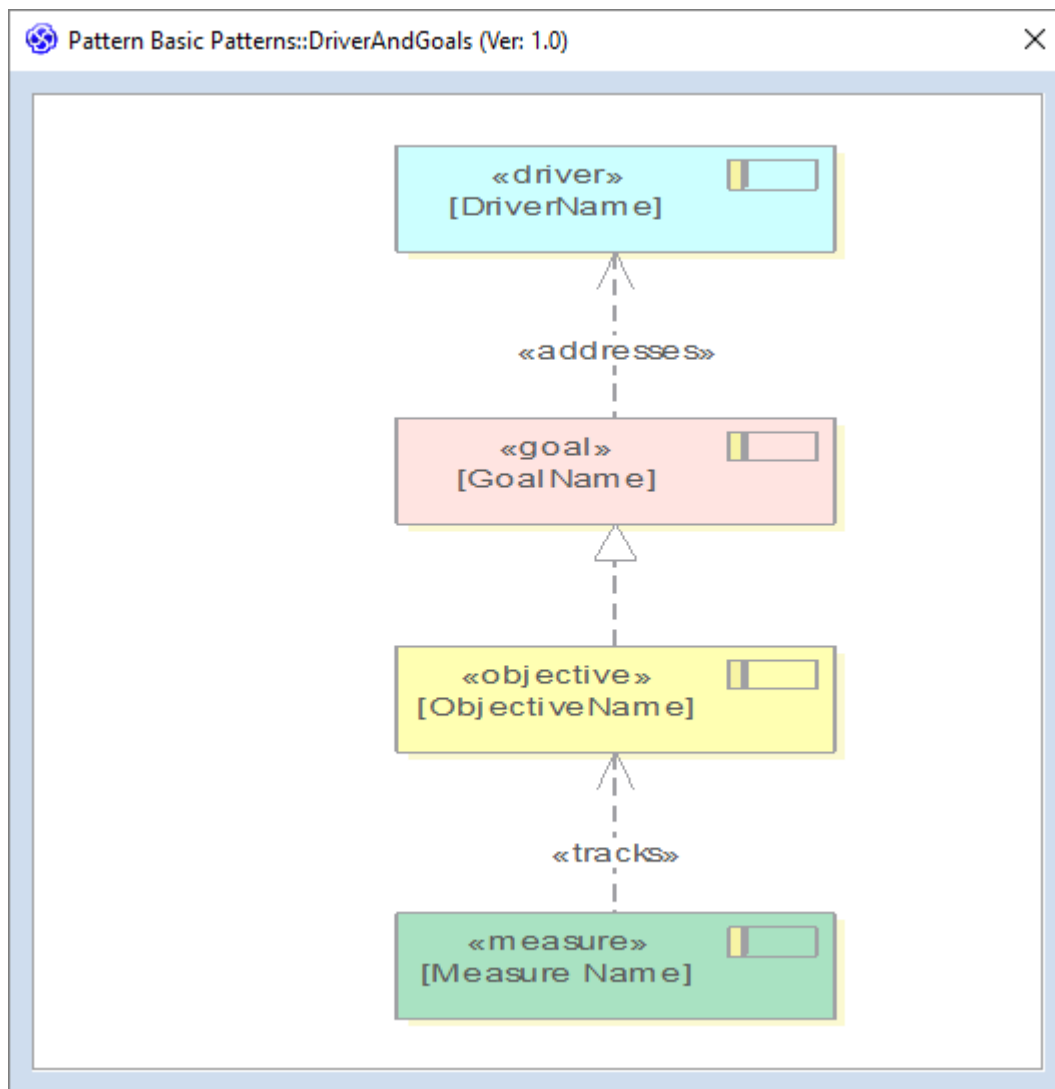 Pattern Basic Patterns::DriverAndGoals (Ver: 1.0)
«driver»
[DriverName]
«addresses»
«goal»
[GoalName]
«objective»
[ObjectiveName]
«tracks»
«measure»
[Measure Name]